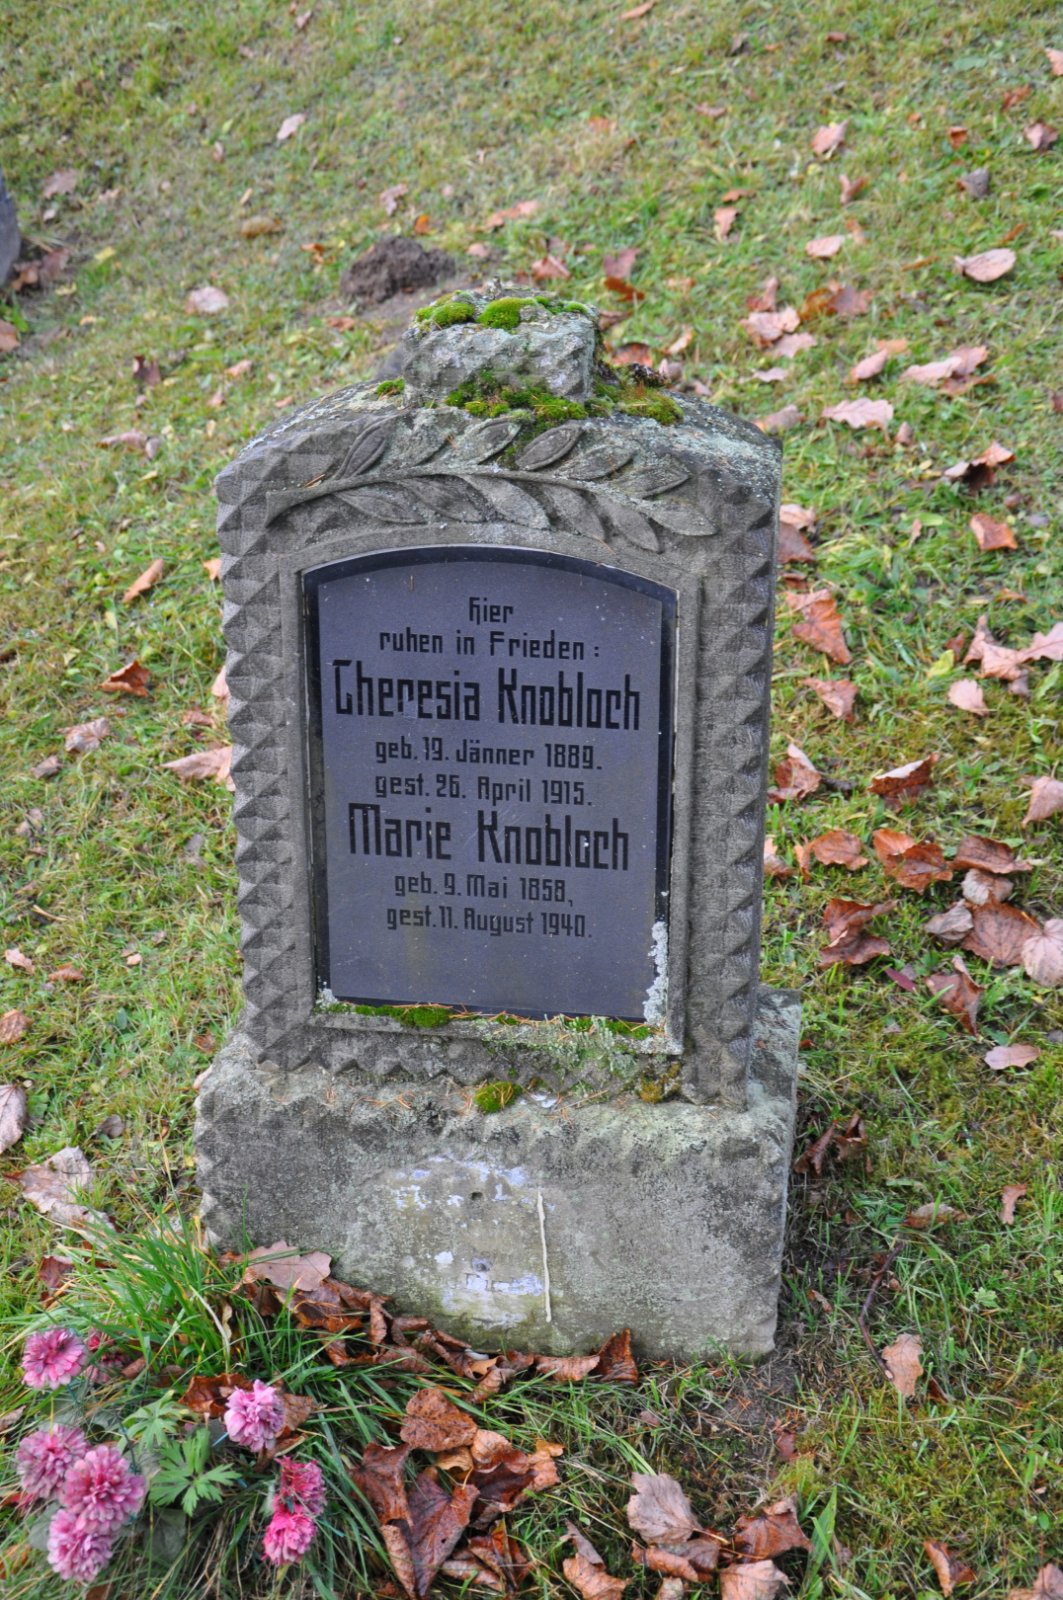 Hier
ruhen in Frieden:
Theresia Knobloch
geb. 19. Jänner 1889.
gest. 26. April 1915.
Marie Knobloch
geb. 9. Mai 1858,
gest. 11. August 1940.